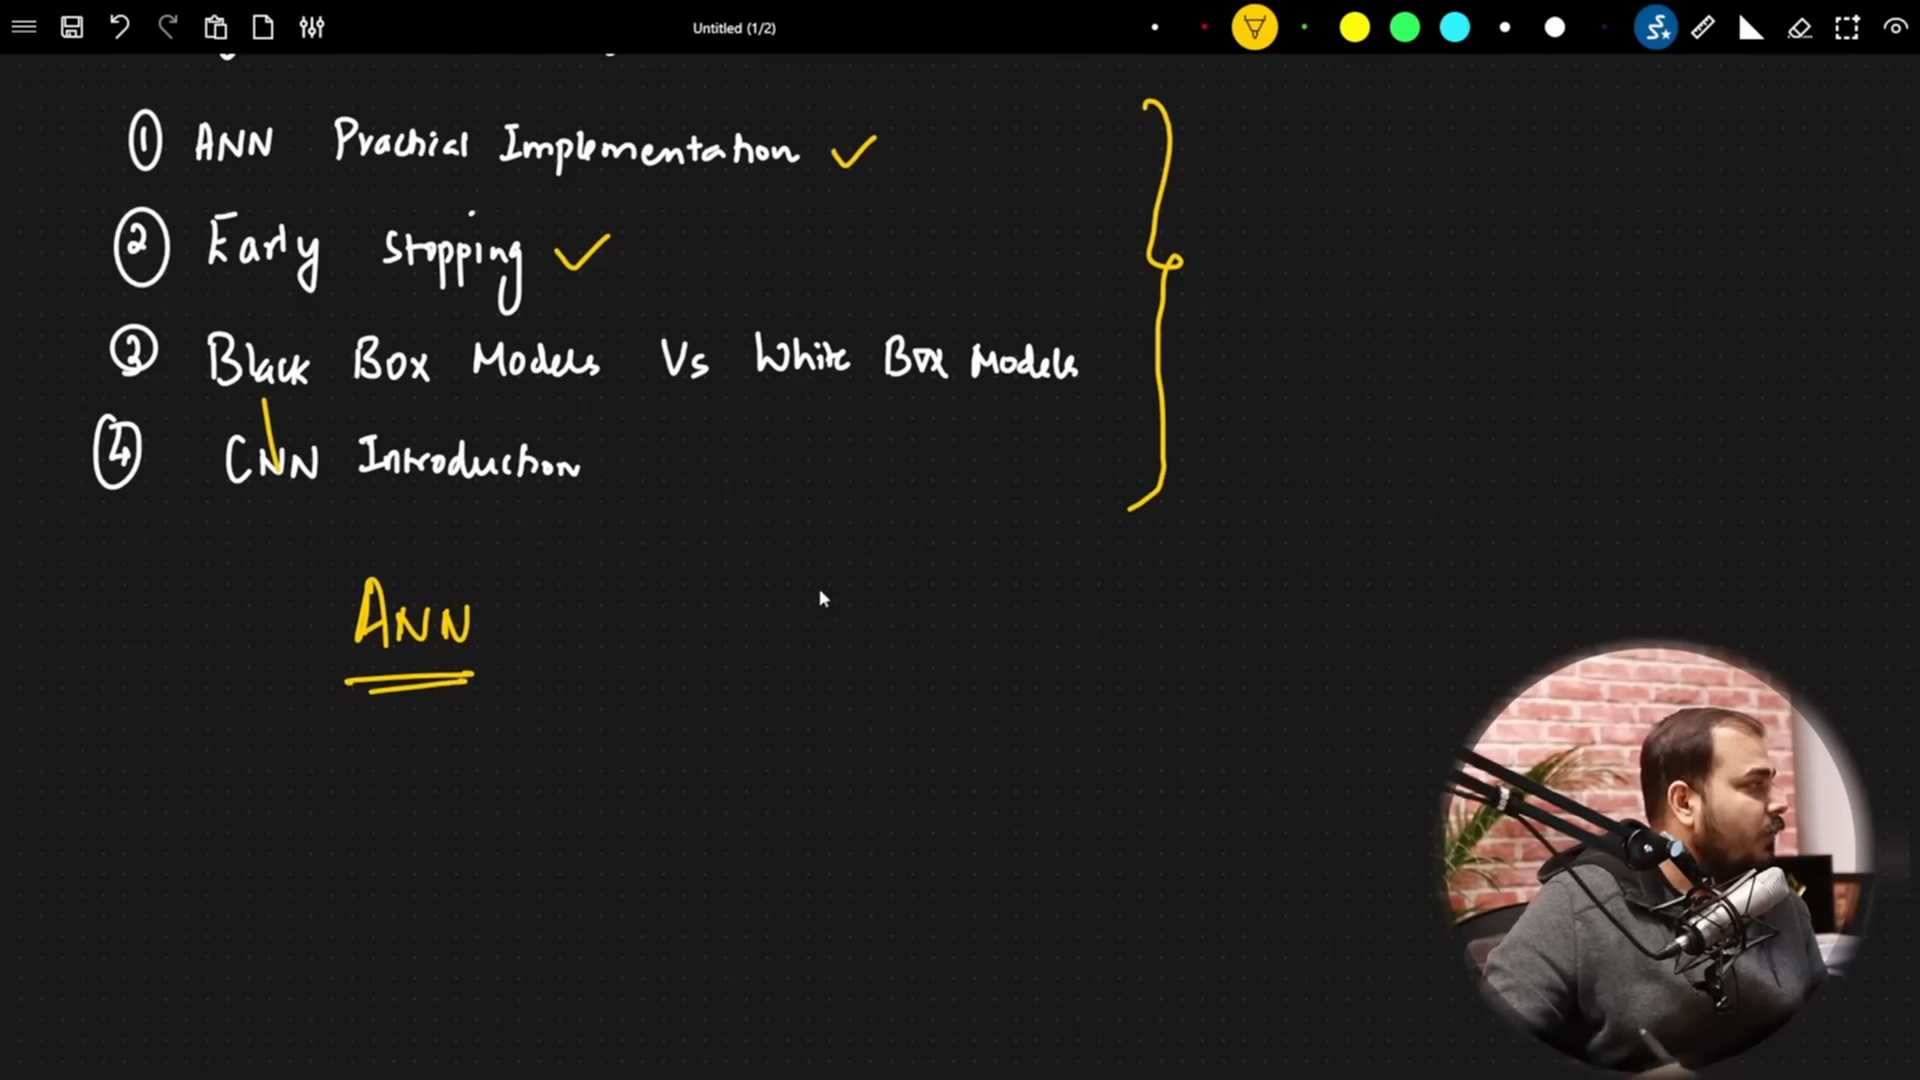 Untitled (1/2)
① ANN Practical Implementation ✓
② Early Stopping ✓
③ Black Box Models Vs White Box Models
④ CNN Introduction
ANN